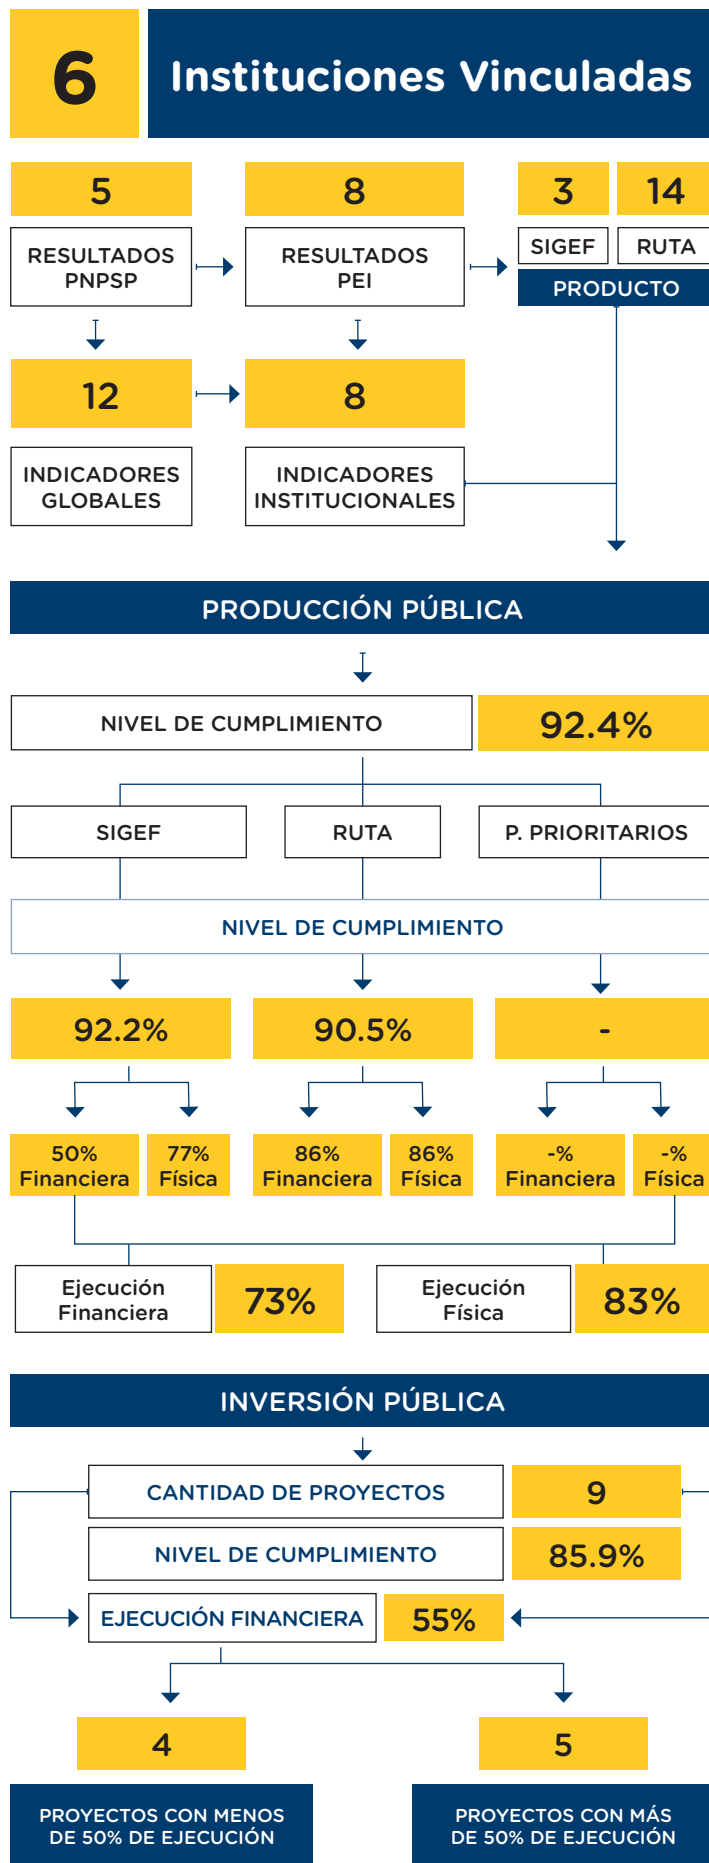 6
Instituciones Vinculadas
5
8
3
14
RESULTADOS
PNPSP
RESULTADOS
PEI
SIGEF
RUTA
PRODUCTO
12
8
INDICADORES
GLOBALES
INDICADORES
INSTITUCIONALES
PRODUCCIÓN PÚBLICA
NIVEL DE CUMPLIMIENTO
92.4%
SIGEF
RUTA
P. PRIORITARIOS
NIVEL DE CUMPLIMIENTO
92.2%
90.5%
-
50%
Financiera
77%
Física
86%
Financiera
86%
Física
-%
Financiera
-%
Física
Ejecución
Financiera
73%
Ejecución
Física
83%
INVERSIÓN PÚBLICA
CANTIDAD DE PROYECTOS
9
NIVEL DE CUMPLIMIENTO
85.9%
EJECUCIÓN FINANCIERA
55%
4
5
PROYECTOS CON MENOS
DE 50% DE EJECUCIÓN
PROYECTOS CON MÁS
DE 50% DE EJECUCIÓN